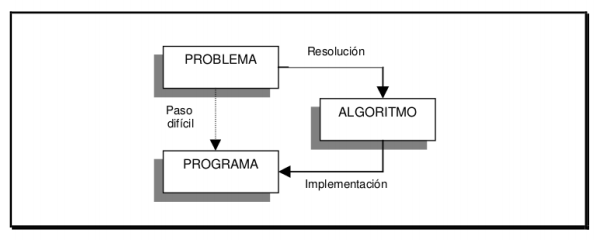 PROBLEMA
Resolución
ALGORITMO
Paso
difícil
PROGRAMA
Implementación